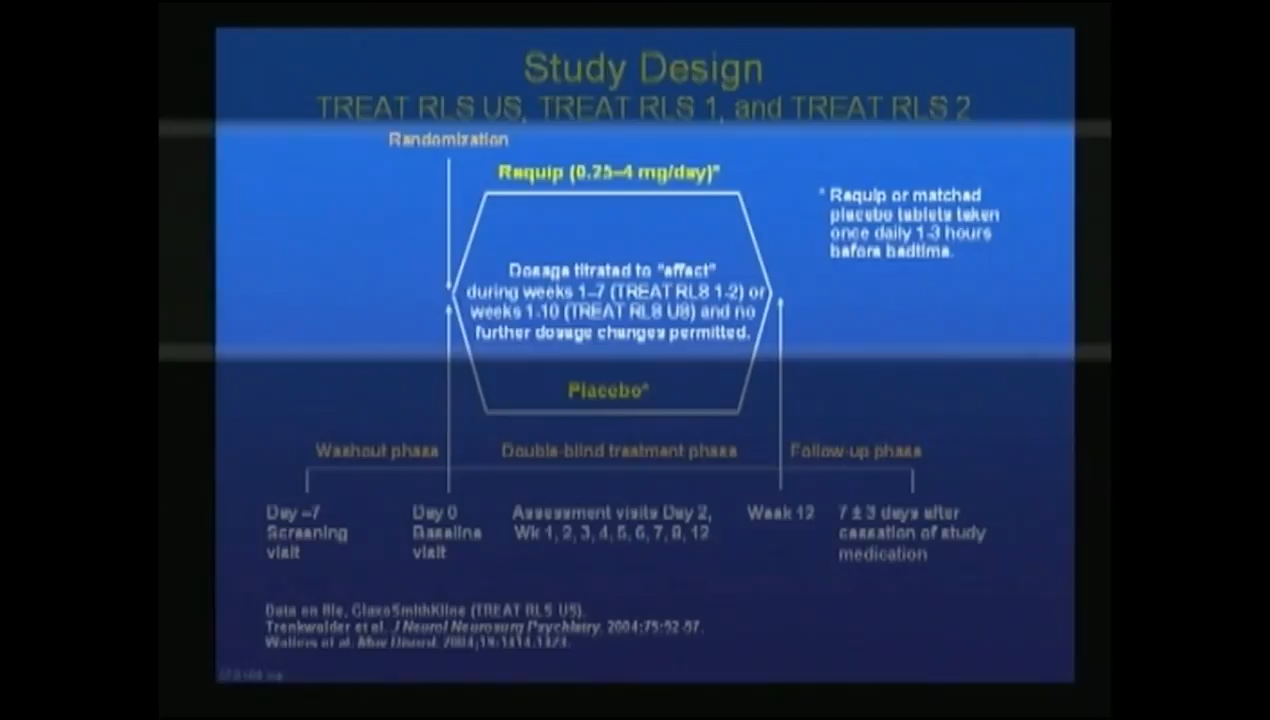 Study Design
TREAT RLS US, TREAT RLS 1, and TREAT RLS 2
Randomization
Requip (0.25–4 mg/day)*
* Requip or matched
placebo tablets taken
once daily 1-3 hours
before bedtime.
Dosage titrated to "effect"
during weeks 1–7 (TREAT RLS 1-2) or
weeks 1-10 (TREAT RLS US) and no
further dosage changes permitted.
Placebo*
Washout phase
Double-blind treatment phase
Follow-up phase
Day –7
Screening
visit
Day 0
Baseline
visit
Assessment visits Day 2,
Wk 1, 2, 3, 4, 5, 6, 7, 8, 12
Week 12
7 ± 3 days after
cessation of study
medication
Data on file, GlaxoSmithKline (TREAT RLS US).
Trenkwalder et al. J Neurol Neurosurg Psychiatry. 2004;75:92-97.
Walters et al. Mov Disord. 2004;19:1414-1423.